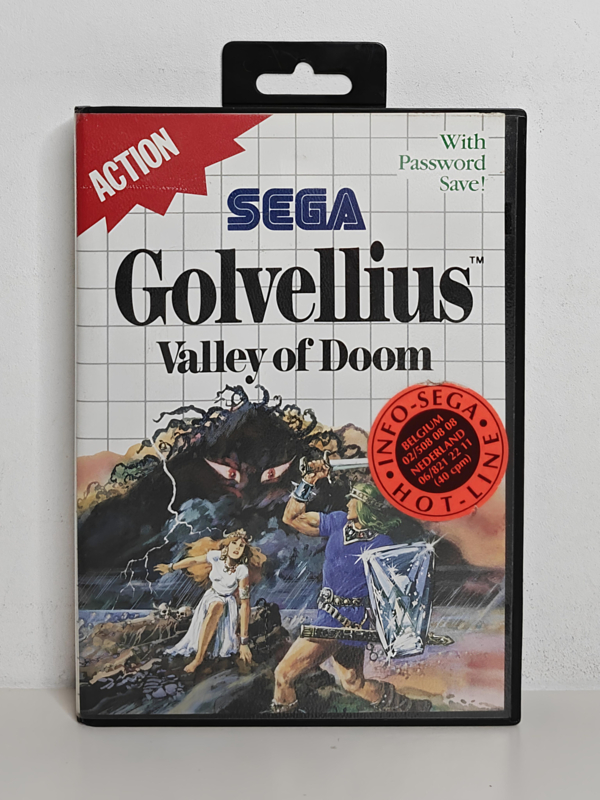 ACTION
With
Password
Save!
SEGA
Golvellius™
Valley of Doom
• INFO-SEGA •
BELGIUM
02/508 08 08
NEDERLAND
06/821 22 11
(40 cpm)
HOT-LINE